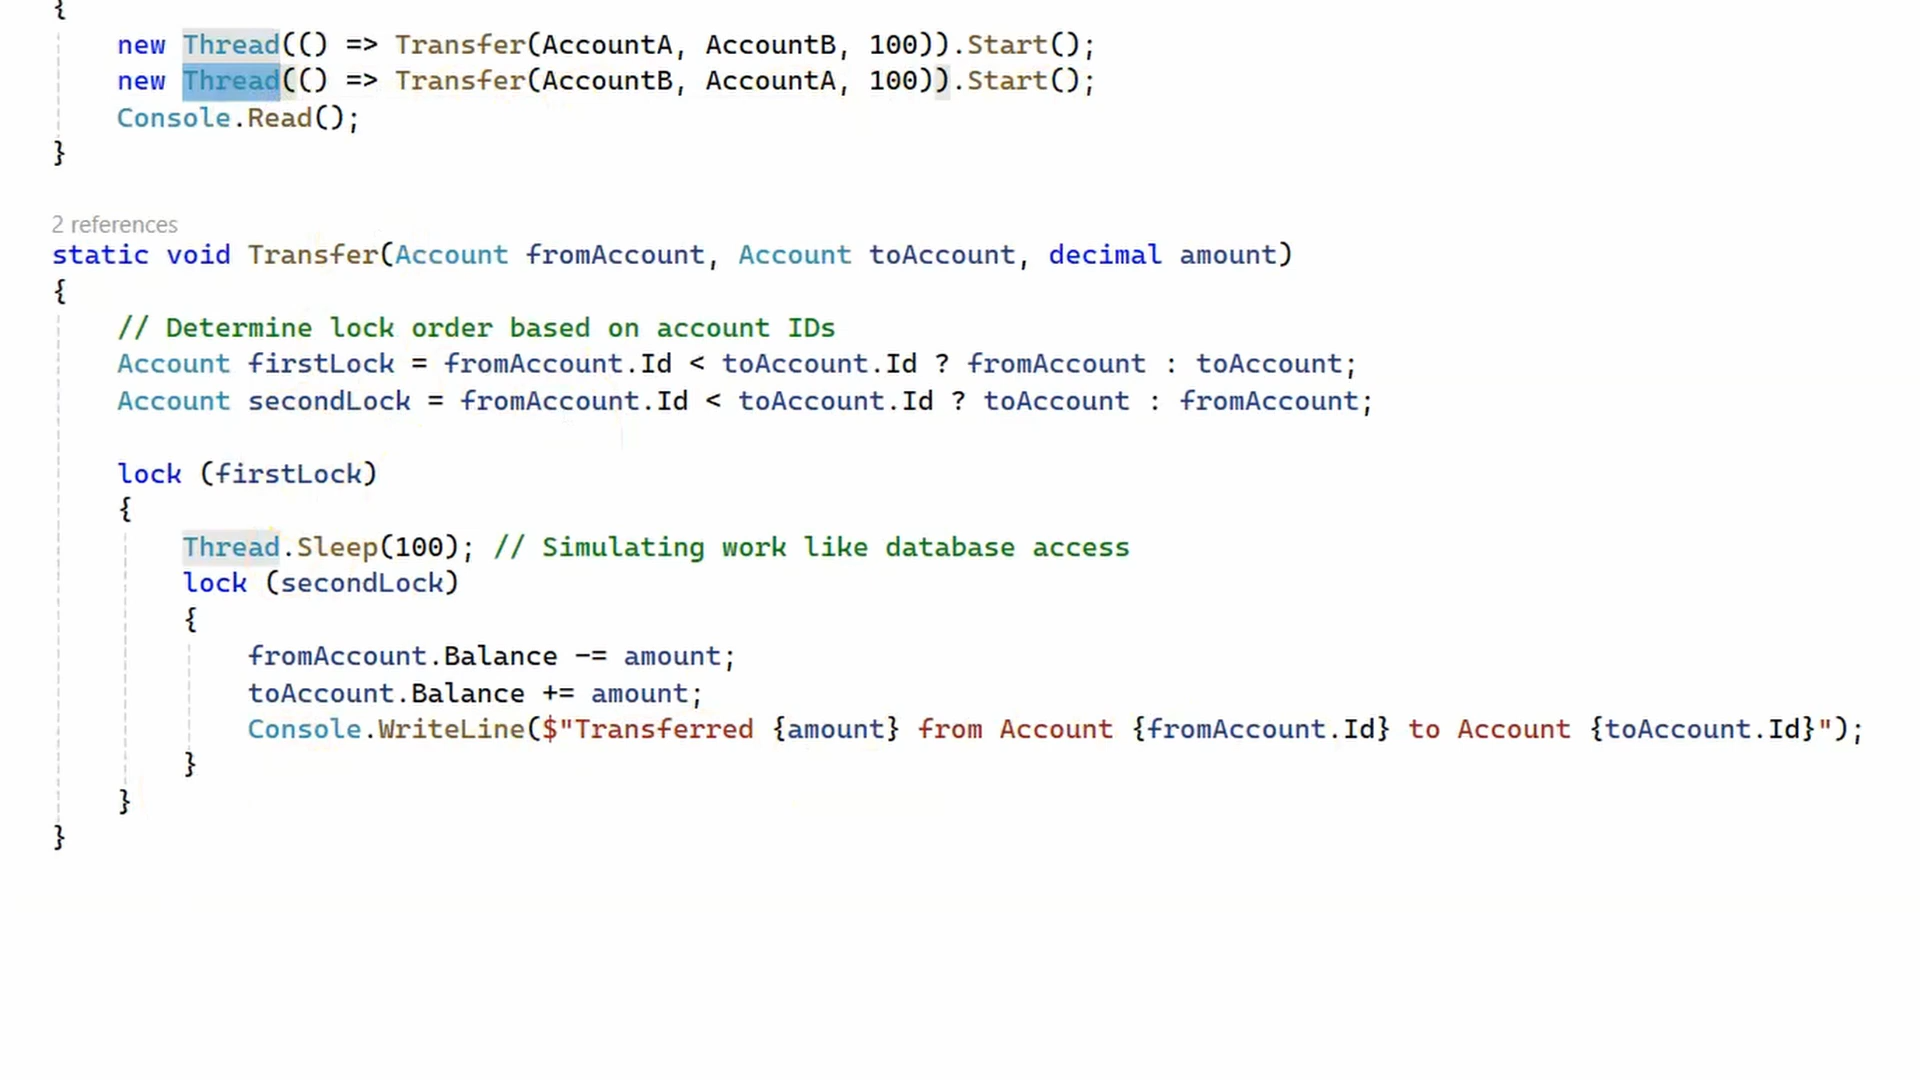 {
new Thread(() => Transfer(AccountA, AccountB, 100)).Start();
new Thread(() => Transfer(AccountB, AccountA, 100)).Start();
Console.Read();
}
2 references
static void Transfer(Account fromAccount, Account toAccount, decimal amount)
{
// Determine lock order based on account IDs
Account firstLock = fromAccount.Id < toAccount.Id ? fromAccount : toAccount;
Account secondLock = fromAccount.Id < toAccount.Id ? toAccount : fromAccount;
lock (firstLock)
{
Thread.Sleep(100); // Simulating work like database access
lock (secondLock)
{
fromAccount.Balance -= amount;
toAccount.Balance += amount;
Console.WriteLine($"Transferred {amount} from Account {fromAccount.Id} to Account {toAccount.Id}");
}
}
}